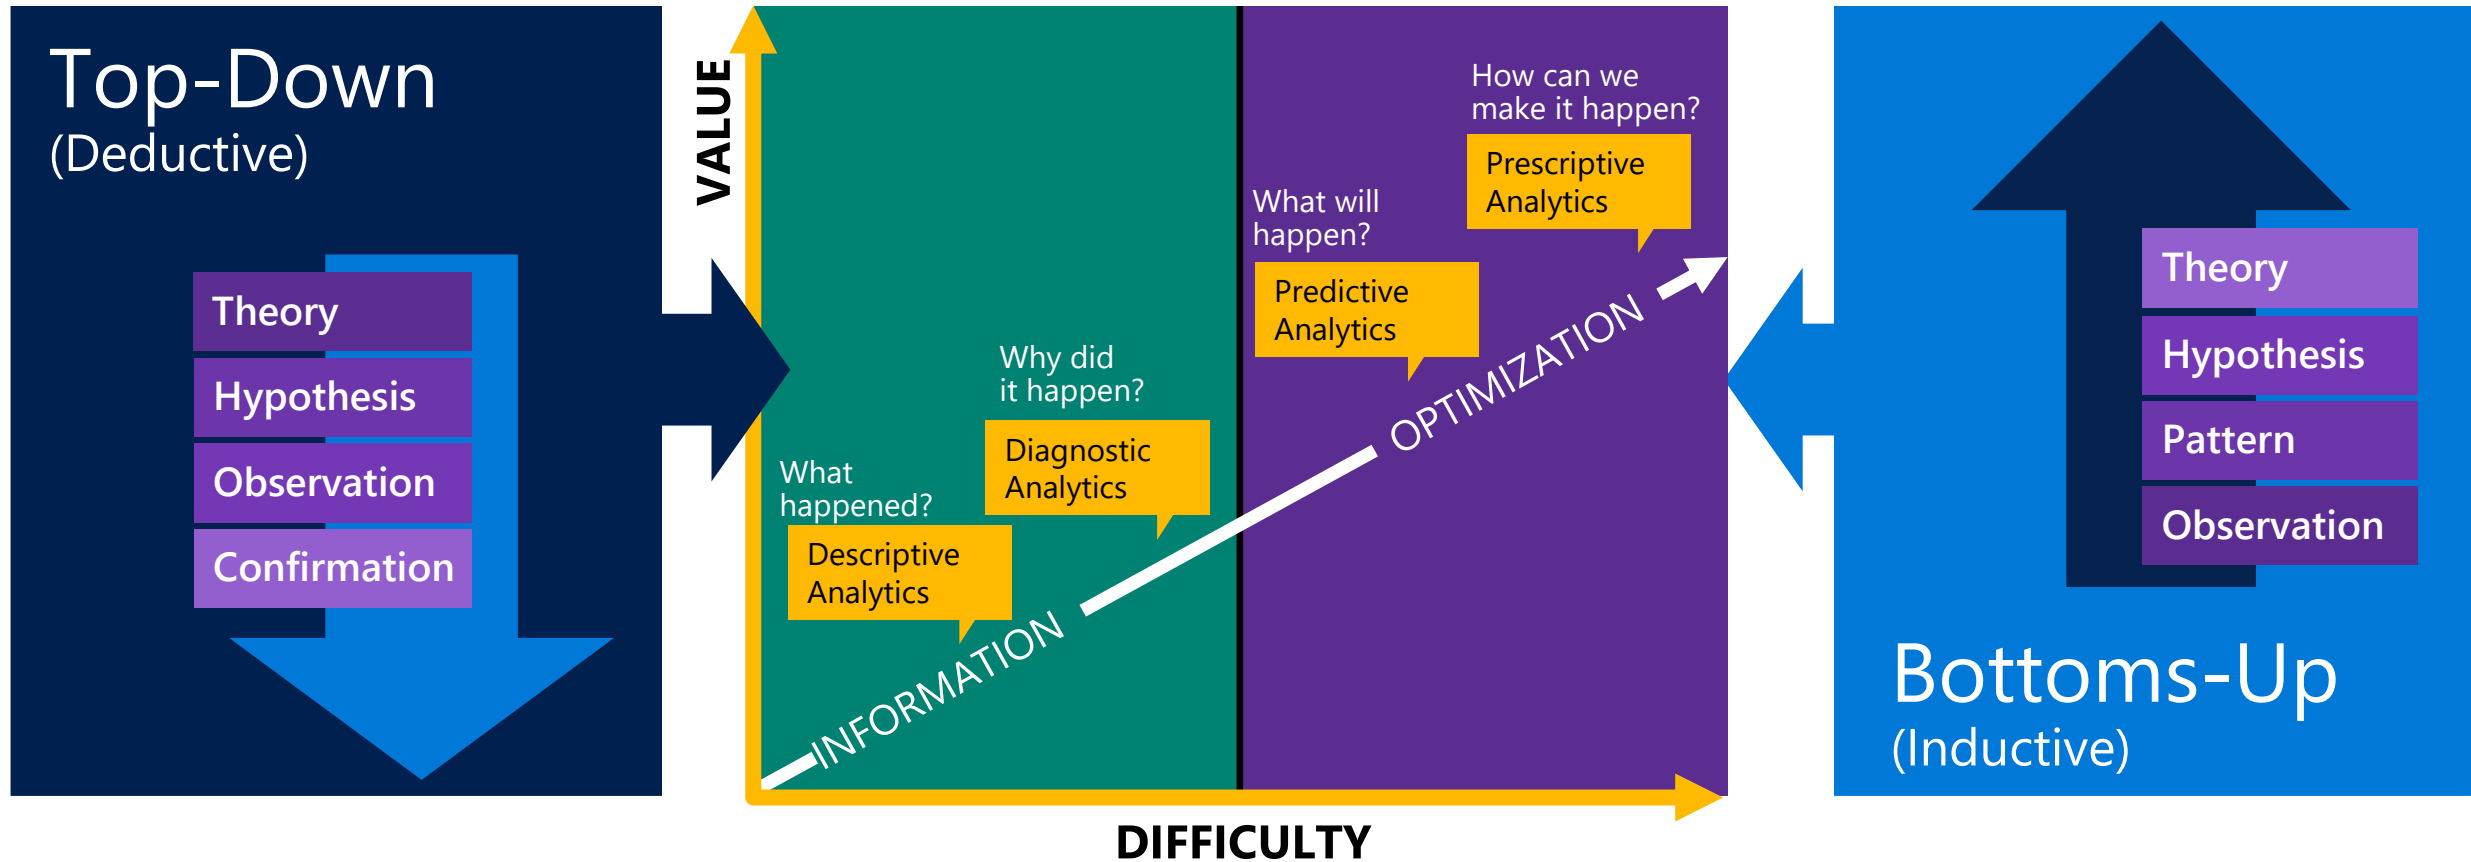 Top-Down
(Deductive)
Theory
Hypothesis
Observation
Confirmation
VALUE
What
happened?
Descriptive
Analytics
Why did
it happen?
Diagnostic
Analytics
What will
happen?
Predictive
Analytics
How can we
make it happen?
Prescriptive
Analytics
INFORMATION
OPTIMIZATION
DIFFICULTY
Theory
Hypothesis
Pattern
Observation
Bottoms-Up
(Inductive)